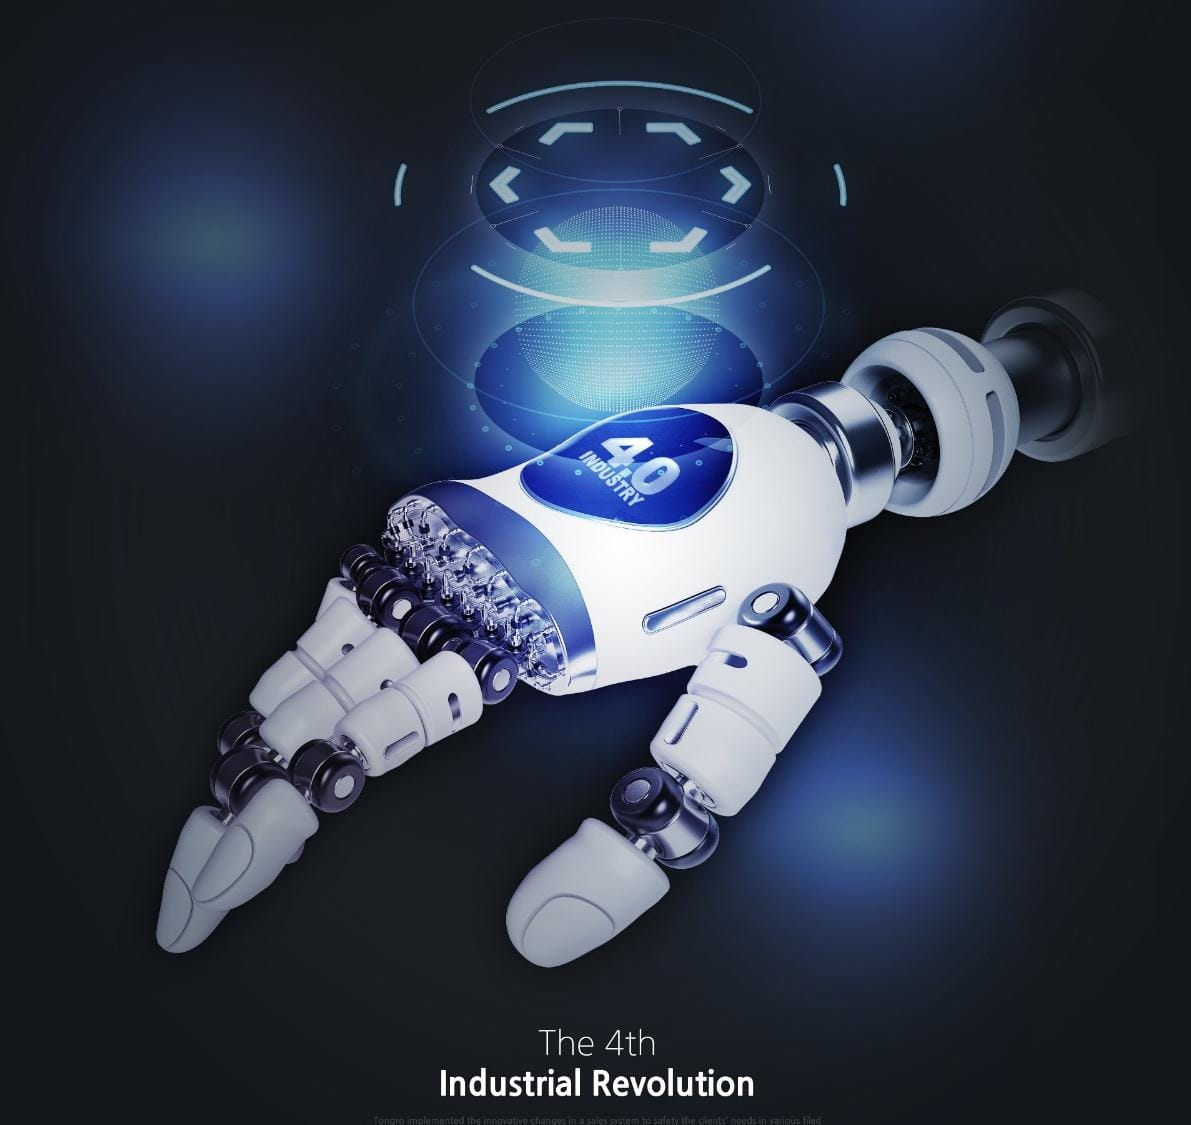 4.0
INDUSTRY
The 4th
Industrial Revolution
Tongro implemented the innovative changes in a sales system to safety the clients' needs in various filed